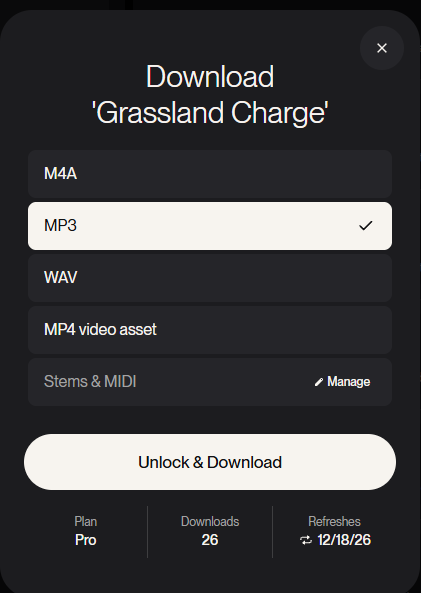 Download
'Grassland Charge'
M4A
MP3
WAV
MP4 video asset
Stems & MIDI Manage
Unlock & Download
Plan Downloads Refreshes
Pro 26 12/18/26